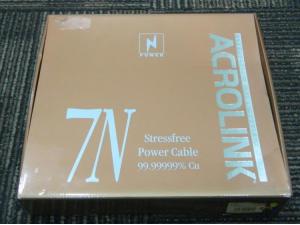 N
POWER
ACROLINK
7N
Stressfree
Power Cable
99.99999% Cu